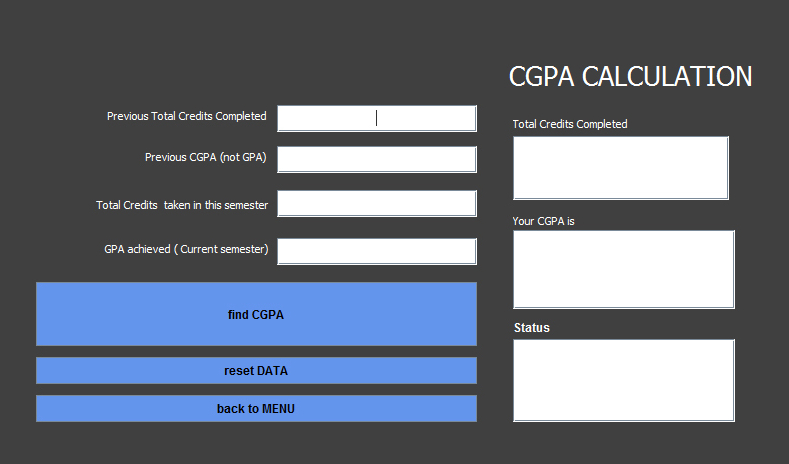 CGPA CALCULATION
Previous Total Credits Completed
Previous CGPA (not GPA)
Total Credits  taken in this semester
GPA achieved ( Current semester)
find CGPA
reset DATA
back to MENU
Total Credits Completed
Your CGPA is
Status